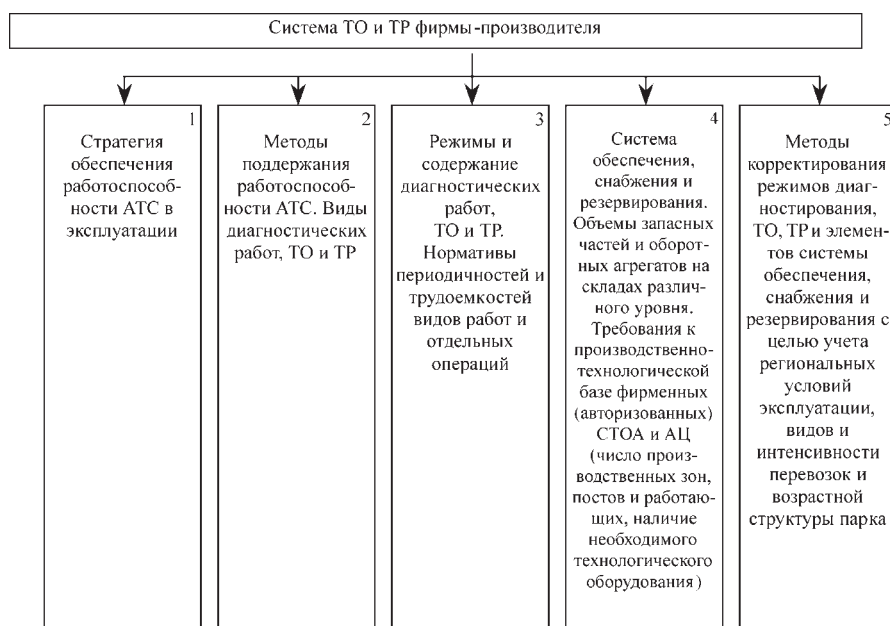 Система ТО и ТР фирмы-производителя
1
Стратегия
обеспечения
работоспособ-
ности АТС в
эксплуатации
2
Методы
поддержания
работоспособ-
ности АТС. Виды
диагностических
работ, ТО и ТР
3
Режимы и
содержание
диагностических
работ,
ТО и ТР.
Нормативы
периодичностей и
трудоемкостей
видов работ и
отдельных
операций
4
Система
обеспечения,
снабжения и
резервирования.
Объемы запасных
частей и оборот-
ных агрегатов на
складах различ-
ного уровня.
Требования к
производственно-
технологической
базе фирменных
(авторизованных)
СТОА и АЦ
(число произ-
водственных зон,
постов и работаю-
щих, наличие
необходимого
технологического
оборудования)
5
Методы
корректирования
режимов диаг-
ностирования,
ТО, ТР и элемен-
тов системы
обеспечения,
снабжения и
резервирования с
целью учета
региональных
условий
эксплуатации,
видов и
интенсивности
перевозок и
возрастной
структуры парка